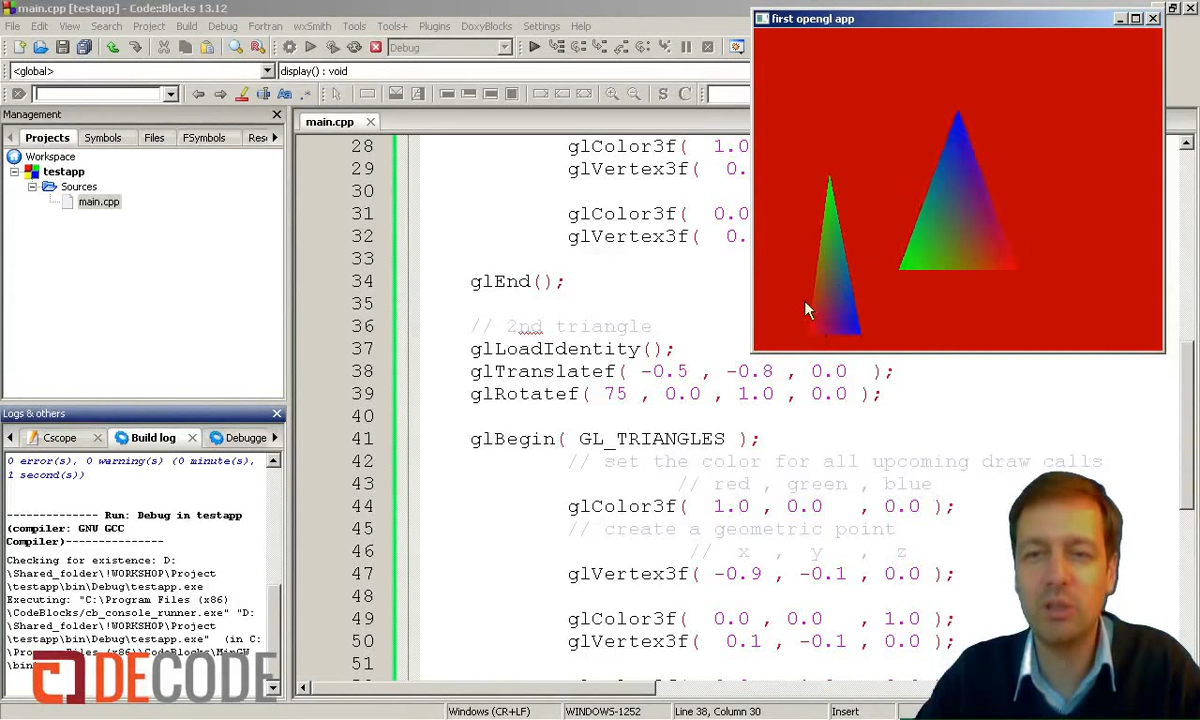 main.cpp [testapp] - Code::Blocks 13.12
File Edit View Search Project Build Debug Fortran wxSmith Tools Tools+ Plugins DoxyBlocks Settings Help
Debug
<global>
display() : void
S C
Management
Projects Symbols Files FSymbols
Workspace
testapp
Sources
main.cpp
first opengl app
main.cpp
28 glColor3f( 1.0
29 glVertex3f( 0.
30
31 glColor3f( 0.0
32 glVertex3f( 0.
33
34 glEnd();
35
36 // 2nd triangle
37 glLoadIdentity();
38 glTranslatef( -0.5 , -0.8 , 0.0 );
39 glRotatef( 75 , 0.0 , 1.0 , 0.0 );
40
41 glBegin( GL_TRIANGLES );
42 // set the color for all upcoming draw calls
43 // red , green , blue
44 glColor3f( 1.0 , 0.0 , 0.0 );
45 // create a geometric point
46 // x , y , z
47 glVertex3f( -0.9 , -0.1 , 0.0 );
48
49 glColor3f( 0.0 , 0.0 , 1.0 );
50 glVertex3f( 0.1 , -0.1 , 0.0 );
51
Logs & others
Cscope Build log Debugge
0 error(s), 0 warning(s) (0 minute(s),
1 second(s))
-------------- Run: Debug in testapp
(compiler: GNU GCC
Compiler)---------------
Checking for existence: D:
\Shared_folder\!WORKSHOP\Project
\testapp\bin\Debug\testapp.exe
Executing: "C:\Program Files (x86)
\CodeBlocks/cb_console_runner.exe" "D:
\Shared_folder\!WORKSHOP\Project
\testapp\bin\Debug\testapp.exe" (in C:
DECODE
Windows (CR+LF) WINDOWS-1252 Line 38, Column 30 Insert